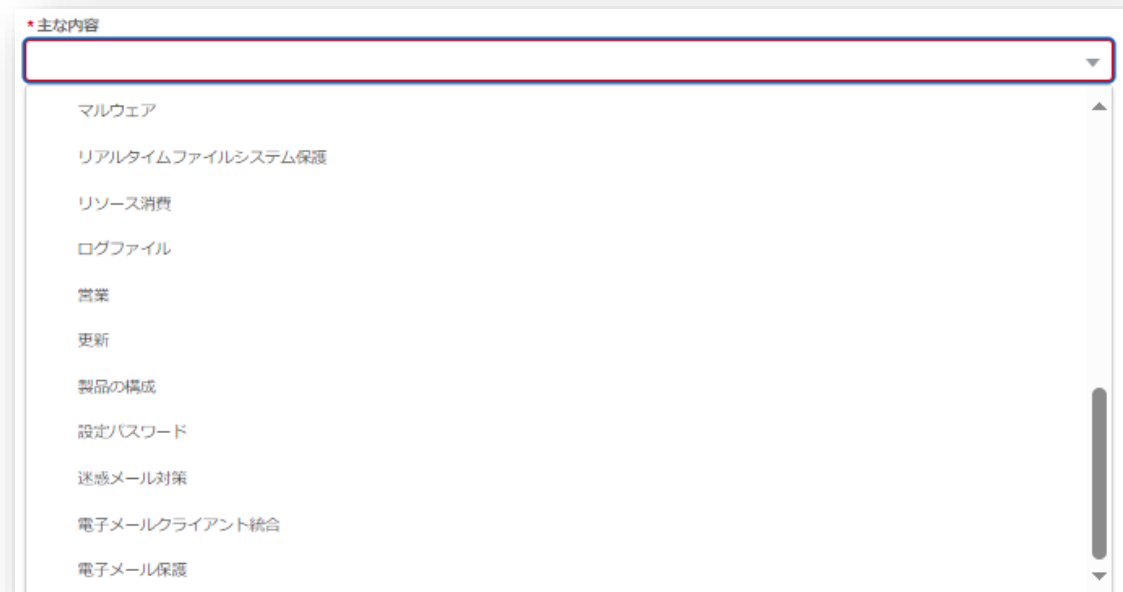 *主な内容
マルウェア
リアルタイムファイルシステム保護
リソース消費
ログファイル
営業
更新
製品の構成
設定パスワード
迷惑メール対策
電子メールクライアント統合
電子メール保護